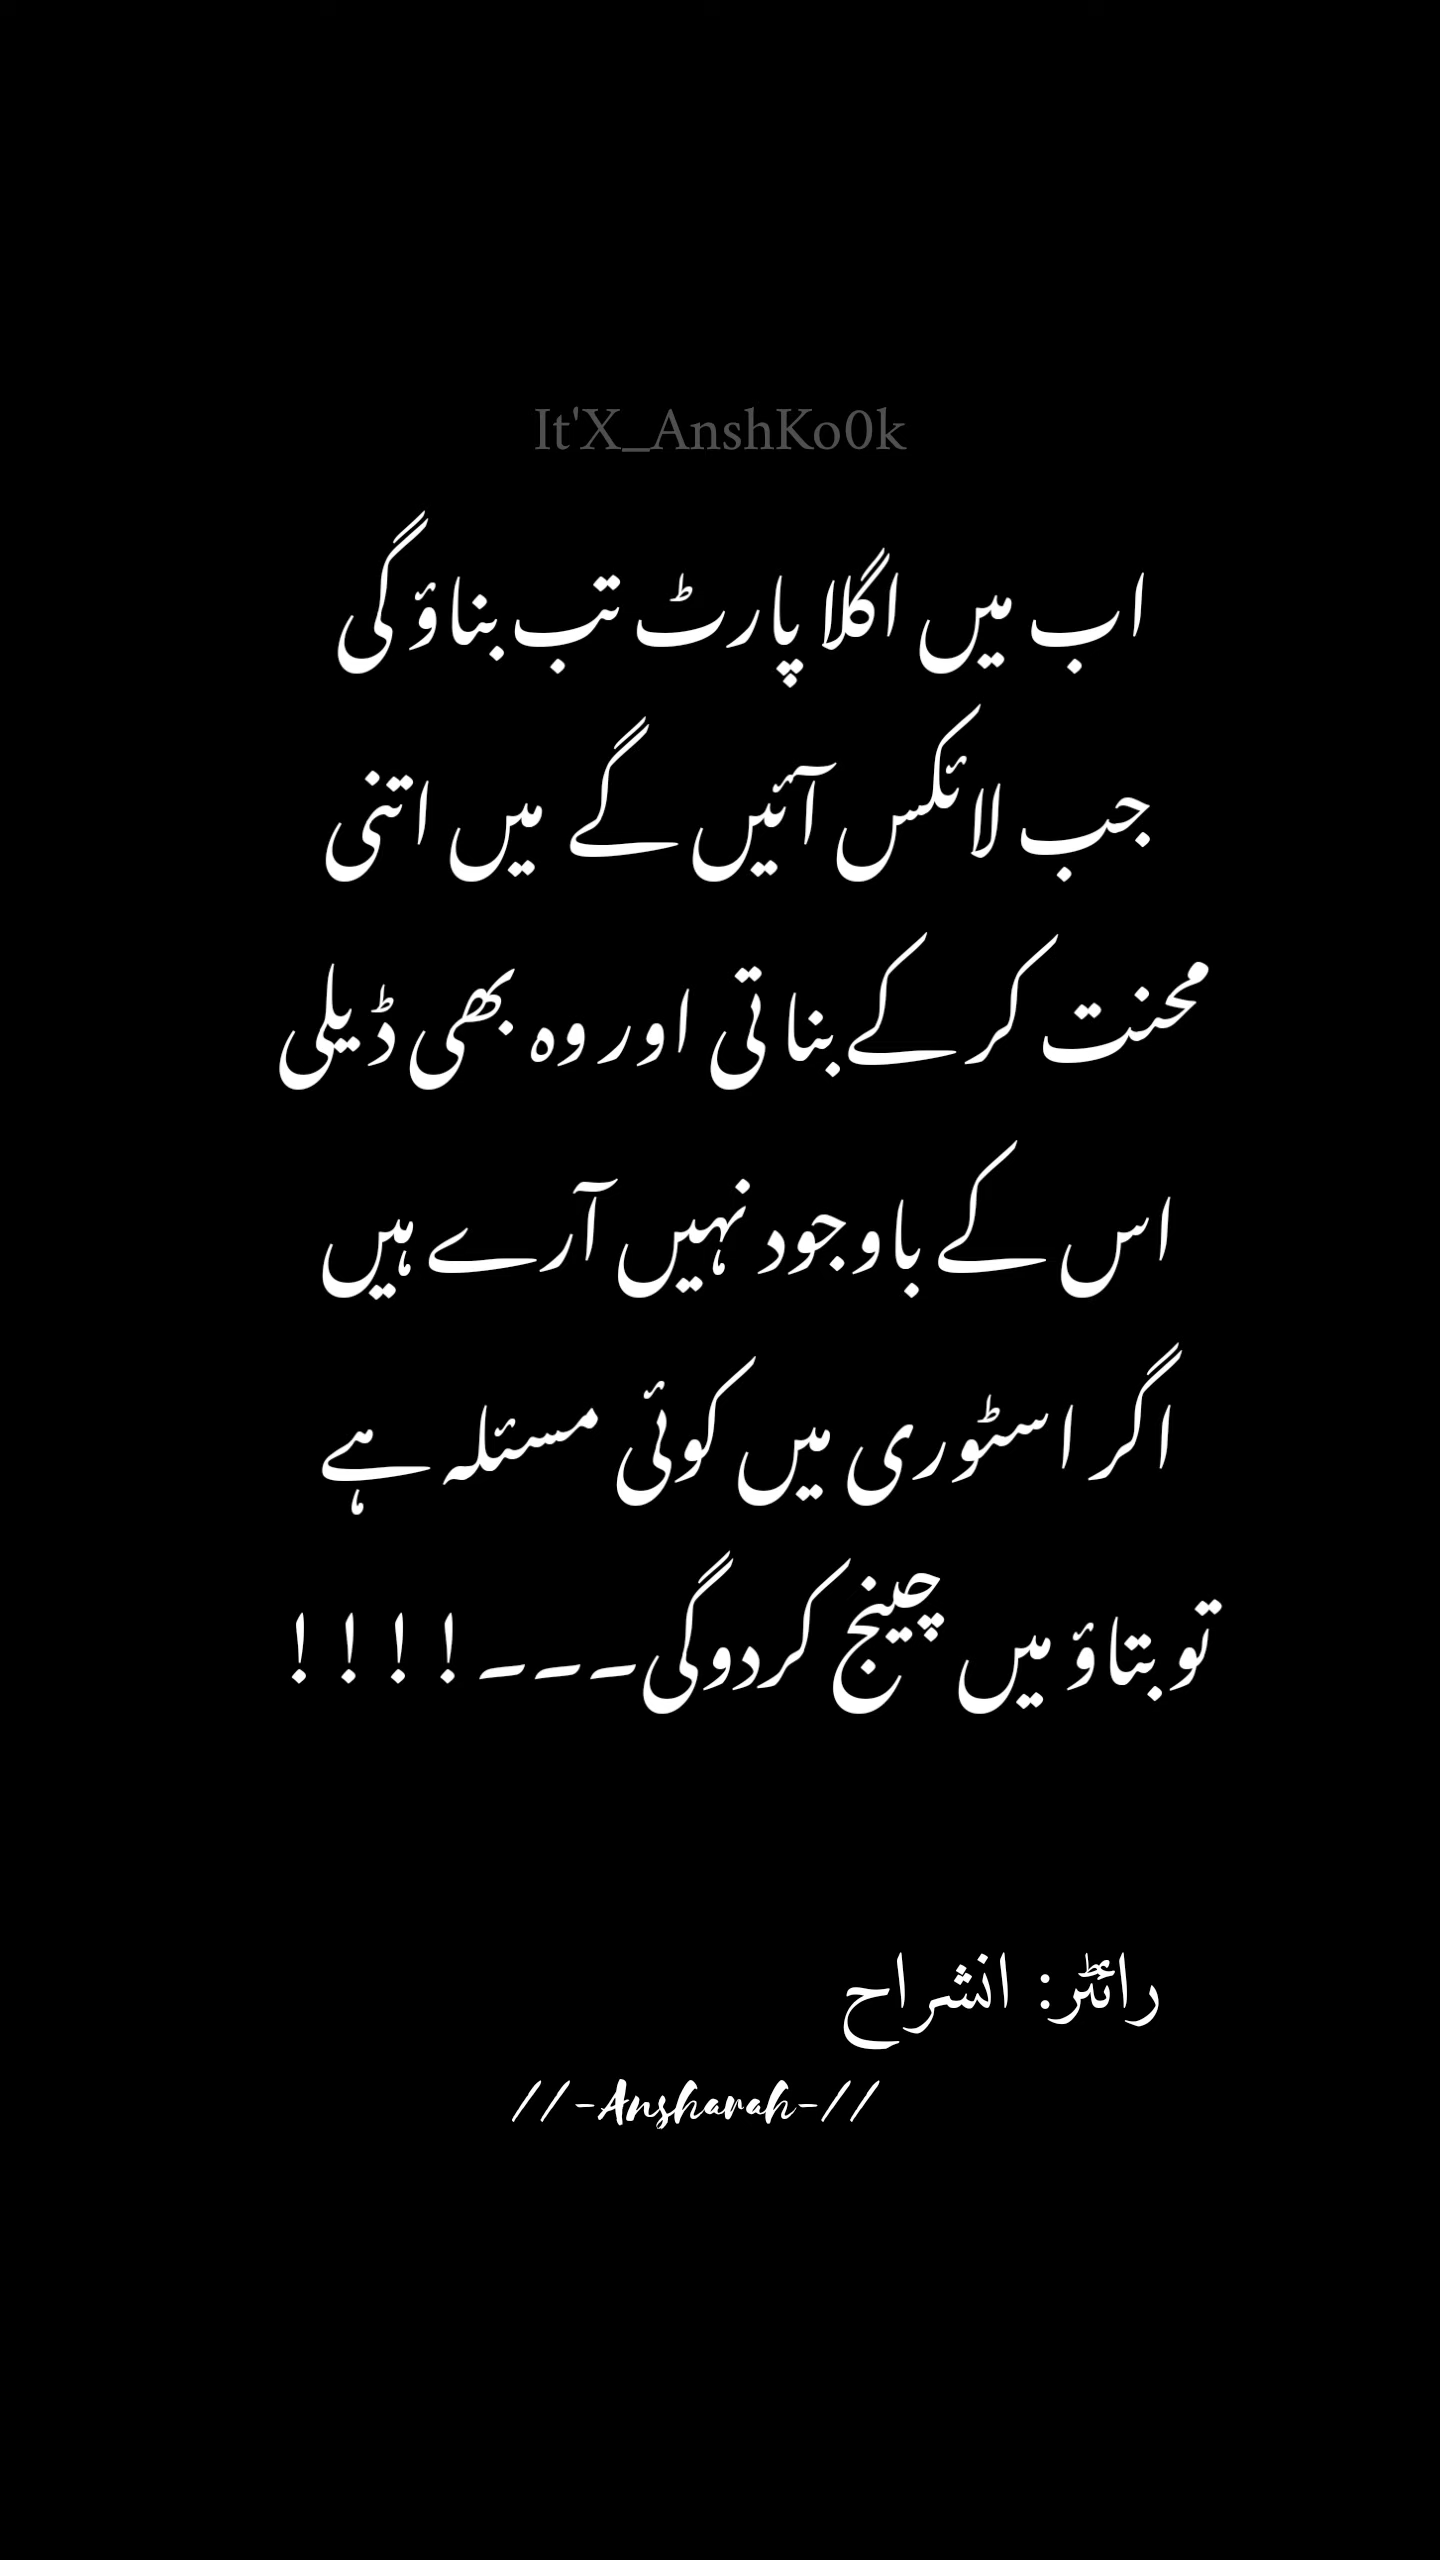 It'X_AnshKo0k
اب میں اگلا پارٹ تب بناؤ گی
جب لائکس آئیں گے میں اتنی
محنت کر کے بناتی اور وہ بھی ڈیلی
اس کے باوجود نہیں آرے ہیں
اگر اسٹوری میں کوئی مسئلہ ہے
تو بتاؤ میں چینج کردوگی۔۔۔!!!!
رائٹر: انشراح
//-Ansharah-//